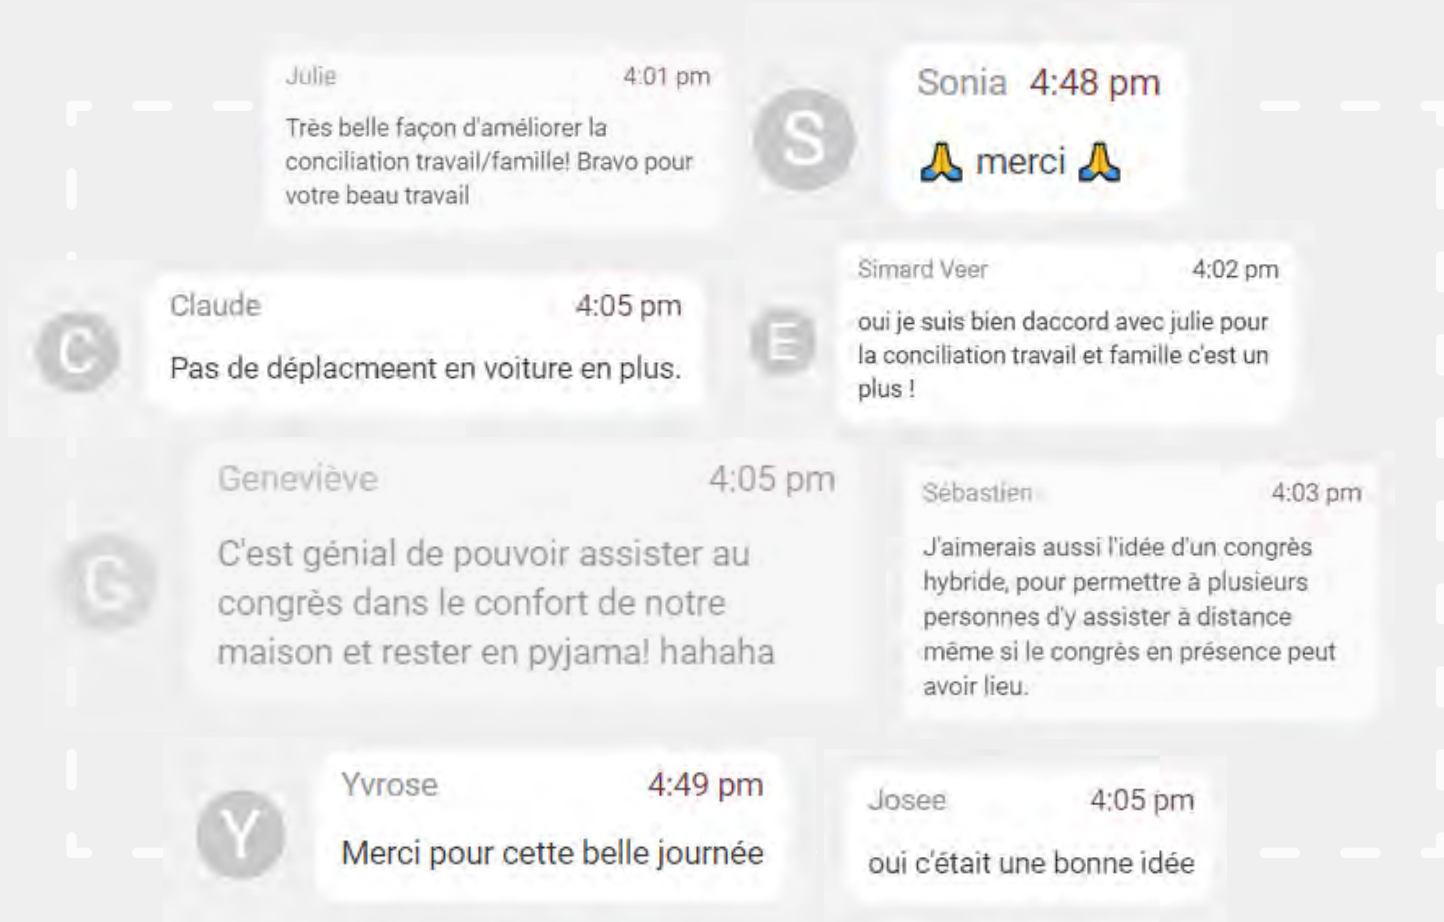 Julie 4:01 pm
Très belle façon d'améliorer la
conciliation travail/famille! Bravo pour
votre beau travail
S
Sonia 4:48 pm
🙏 merci 🙏
C
Claude 4:05 pm
Pas de déplacmeent en voiture en plus.
E
Simard Veer 4:02 pm
oui je suis bien daccord avec julie pour
la conciliation travail et famille c'est un
plus !
G
Geneviève 4:05 pm
C'est génial de pouvoir assister au
congrès dans le confort de notre
maison et rester en pyjama! hahaha
Sébastien 4:03 pm
J'aimerais aussi l'idée d'un congrès
hybride, pour permettre à plusieurs
personnes d'y assister à distance
même si le congrès en présence peut
avoir lieu.
Y
Yvrose 4:49 pm
Merci pour cette belle journée
Josee 4:05 pm
oui c'était une bonne idée